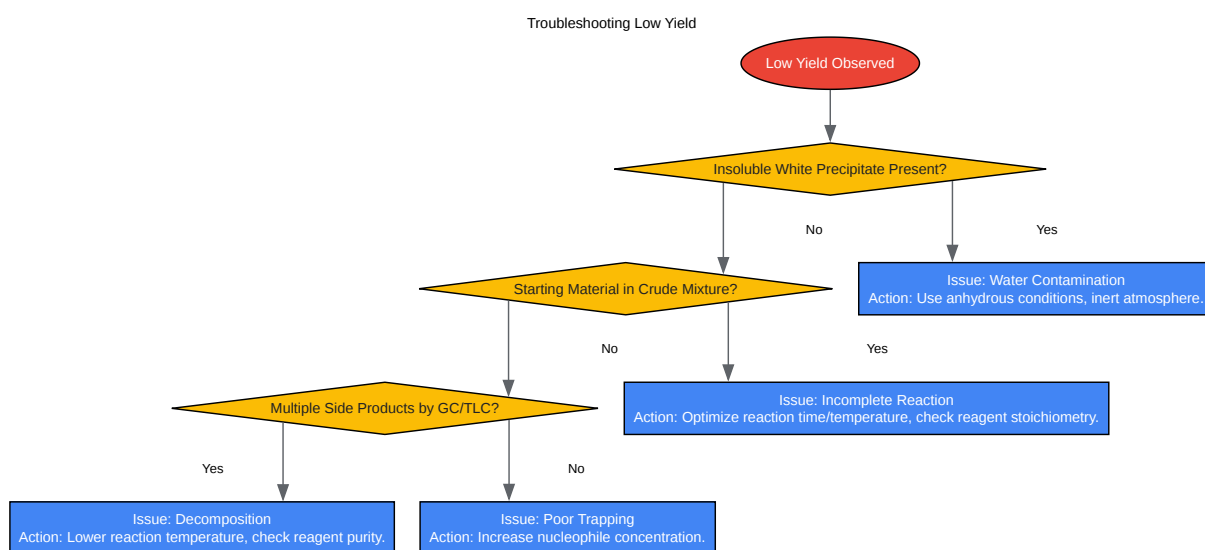 Troubleshooting Low Yield
Low Yield Observed
Insoluble White Precipitate Present?
No
Yes
Issue: Water Contamination
Action: Use anhydrous conditions, inert atmosphere.
Starting Material in Crude Mixture?
No
Yes
Issue: Incomplete Reaction
Action: Optimize reaction time/temperature, check reagent stoichiometry.
Multiple Side Products by GC/TLC?
Yes
No
Issue: Decomposition
Action: Lower reaction temperature, check reagent purity.
Issue: Poor Trapping
Action: Increase nucleophile concentration.